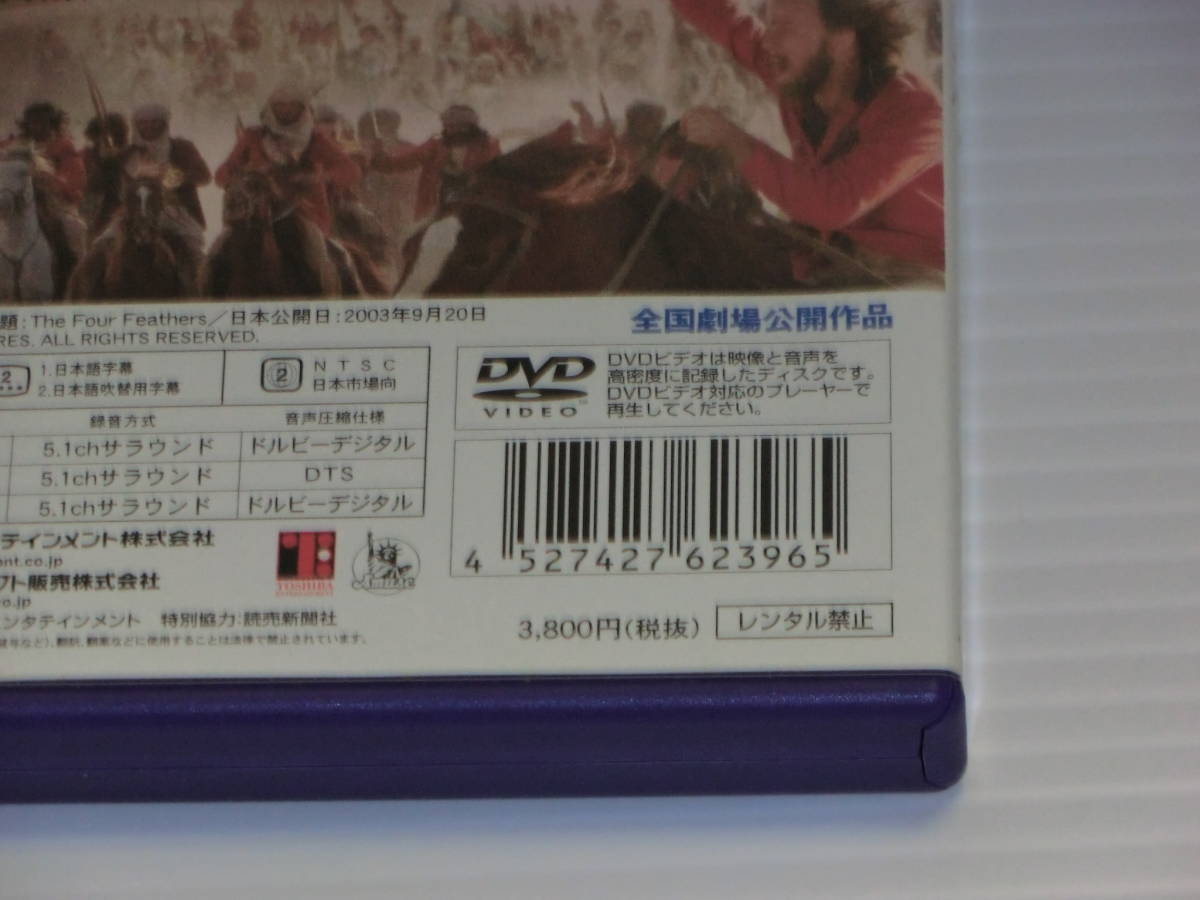 題:The Four Feathers／日本公開日:2003年9月20日
全国劇場公開作品
RES. ALL RIGHTS RESERVED.
2
1.日本語字幕
2.日本語吹替用字幕
2
NTSC
日本市場向
DVD
VIDEO
DVDビデオは映像と音声を
高密度に記録したディスクです。
DVDビデオ対応のプレーヤーで
再生してください。
録音方式 音声圧縮仕様
5.1chサラウンド ドルビーデジタル
5.1chサラウンド DTS
5.1chサラウンド ドルビーデジタル
4 527427 623965
テインメント株式会社
nt.co.jp
フト販売株式会社
co.jp
TOSHIBA
ンタテインメント 特別協力:読売新聞社
3,800円(税抜)
レンタル禁止